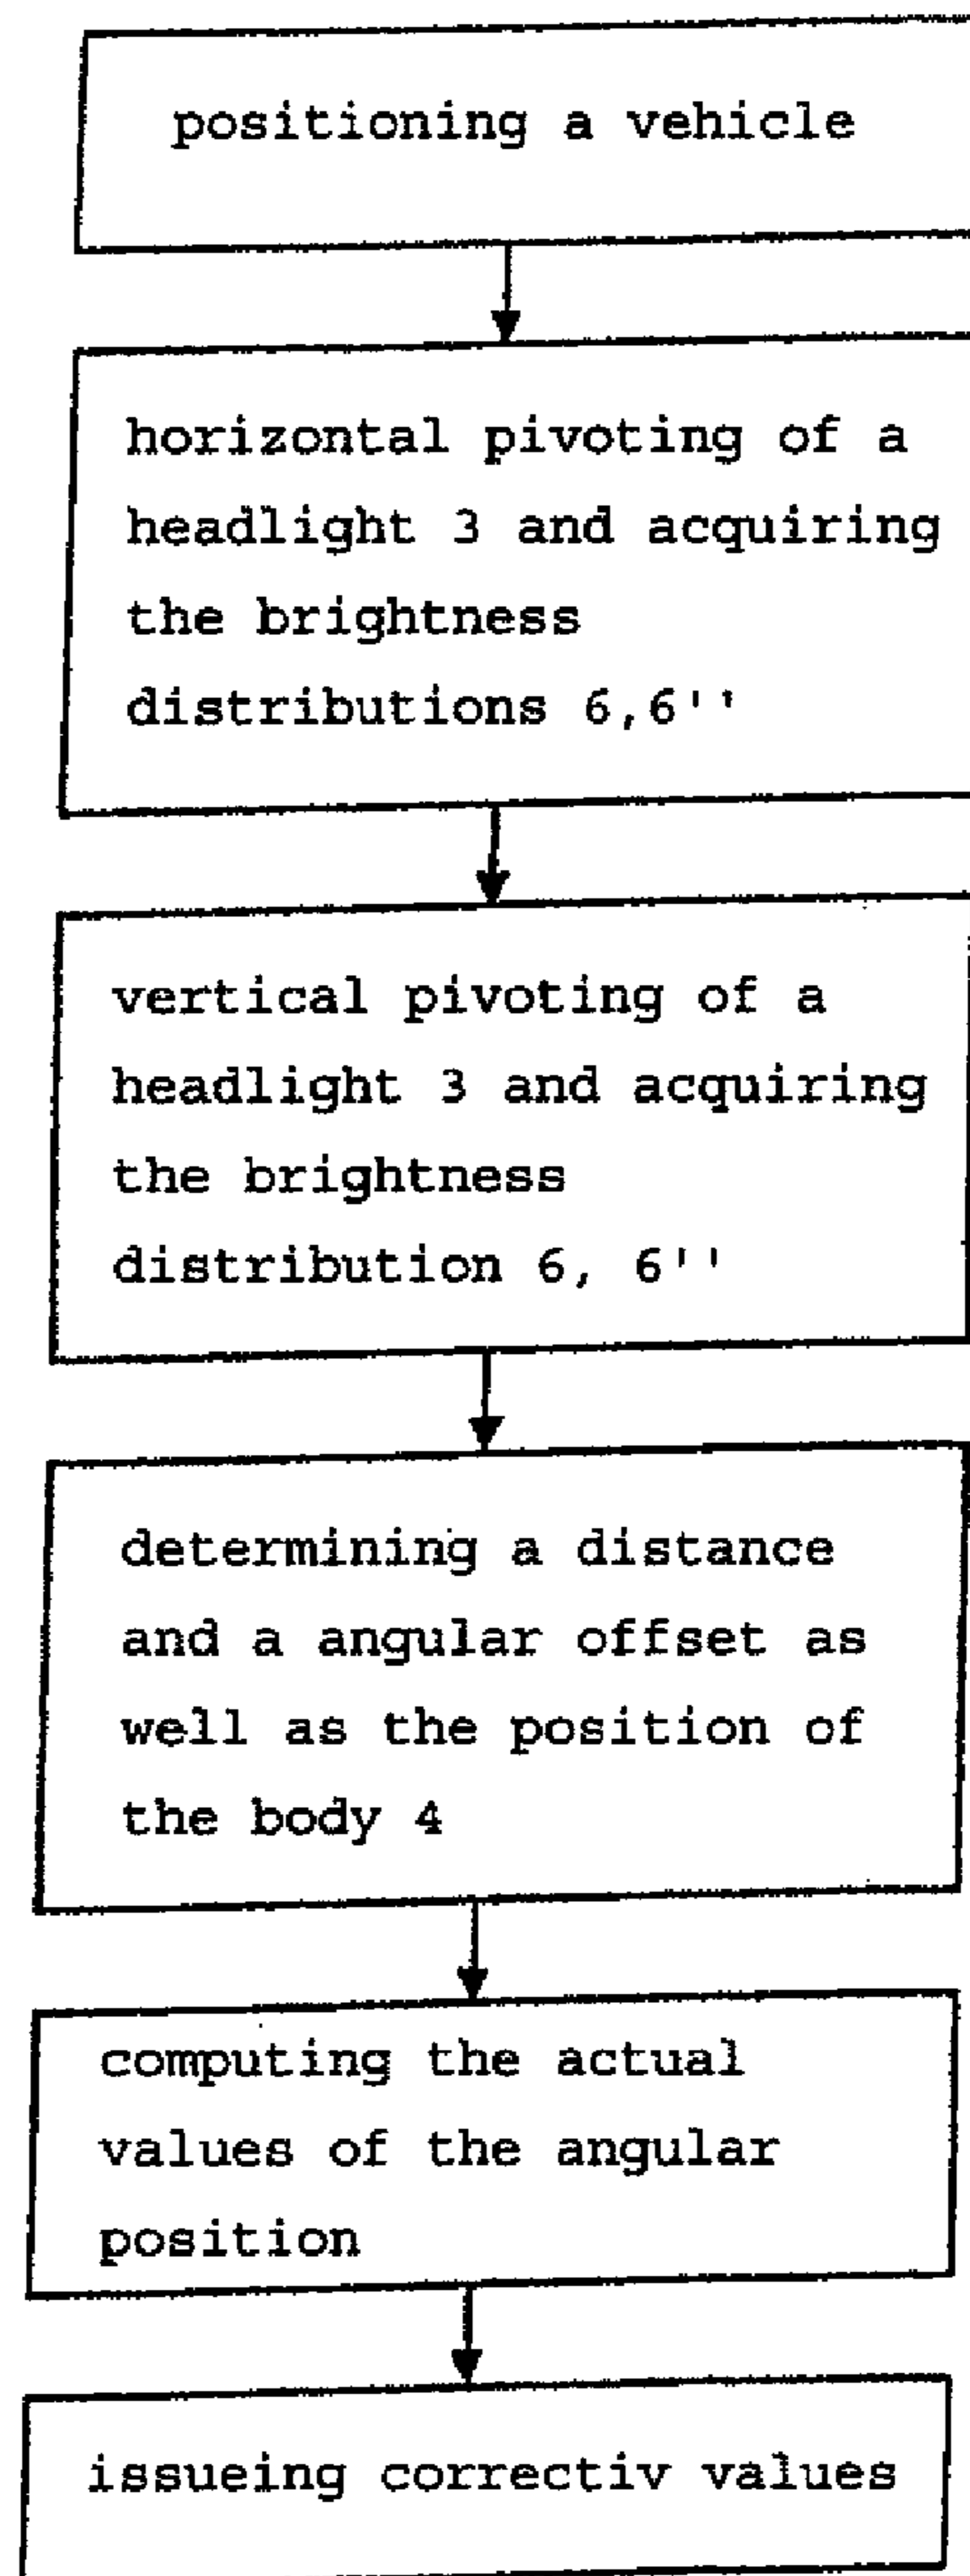 positioning a vehicle
horizontal pivoting of a
headlight 3 and acquiring
the brightness
distributions 6,6''
vertical pivoting of a
headlight 3 and acquiring
the brightness
distribution 6, 6''
determining a distance
and a angular offset as
well as the position of
the body 4
computing the actual
values of the angular
position
issueing correctiv values